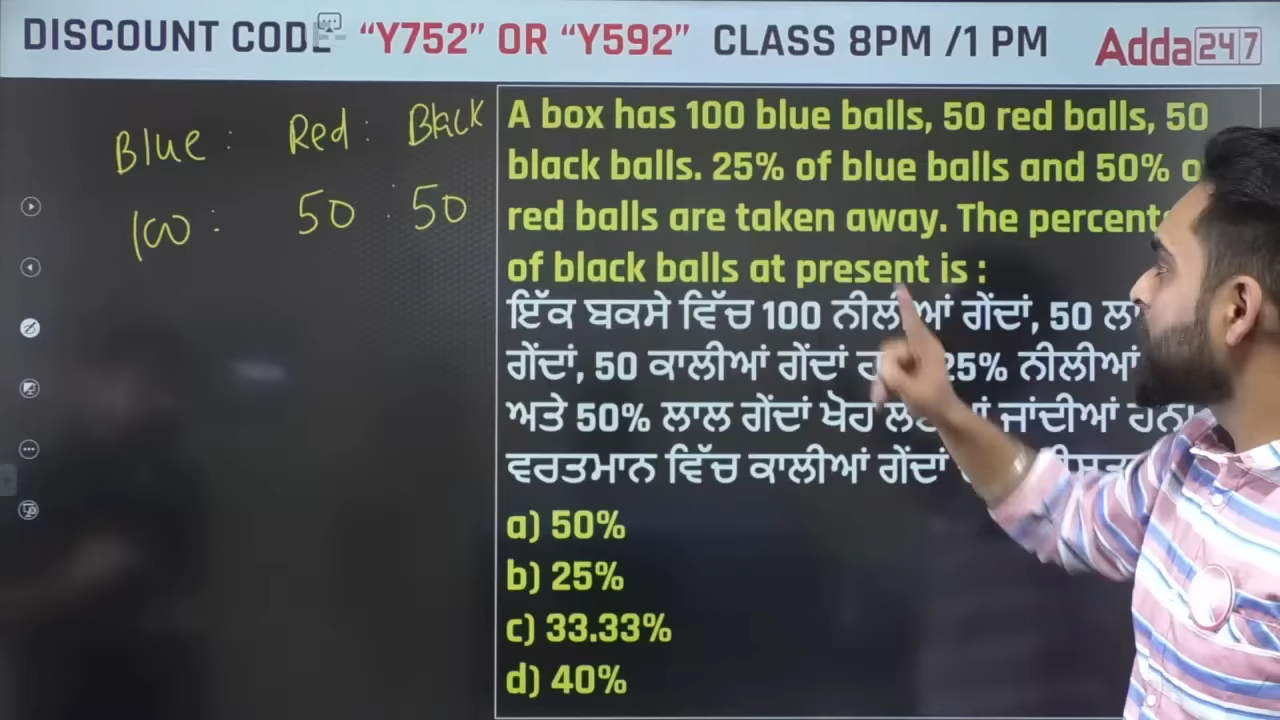 DISCOUNT CODE “Y752” OR “Y592” CLASS 8PM /1 PM
Adda247
Blue : Red : Black
100 : 50 : 50
A box has 100 blue balls, 50 red balls, 50
black balls. 25% of blue balls and 50%
red balls are taken away. The
of black balls at present is :
ਇੱਕ ਬਕਸੇ ਵਿੱਚ 100 ਨੀਲੀਆਂ ਗੇਂਦਾਂ, 50
ਗੇਂਦਾਂ, 50 ਕਾਲੀਆਂ ਗੇਂਦਾਂ 25% ਨੀਲੀਆਂ
ਅਤੇ 50% ਲਾਲ ਗੇਂਦਾਂ ਖੋਹ ਜਾਂਦੀਆਂ ਹਨ।
ਵਰਤਮਾਨ ਵਿੱਚ ਕਾਲੀਆਂ ਗੇਂਦਾਂ
a) 50%
b) 25%
c) 33.33%
d) 40%